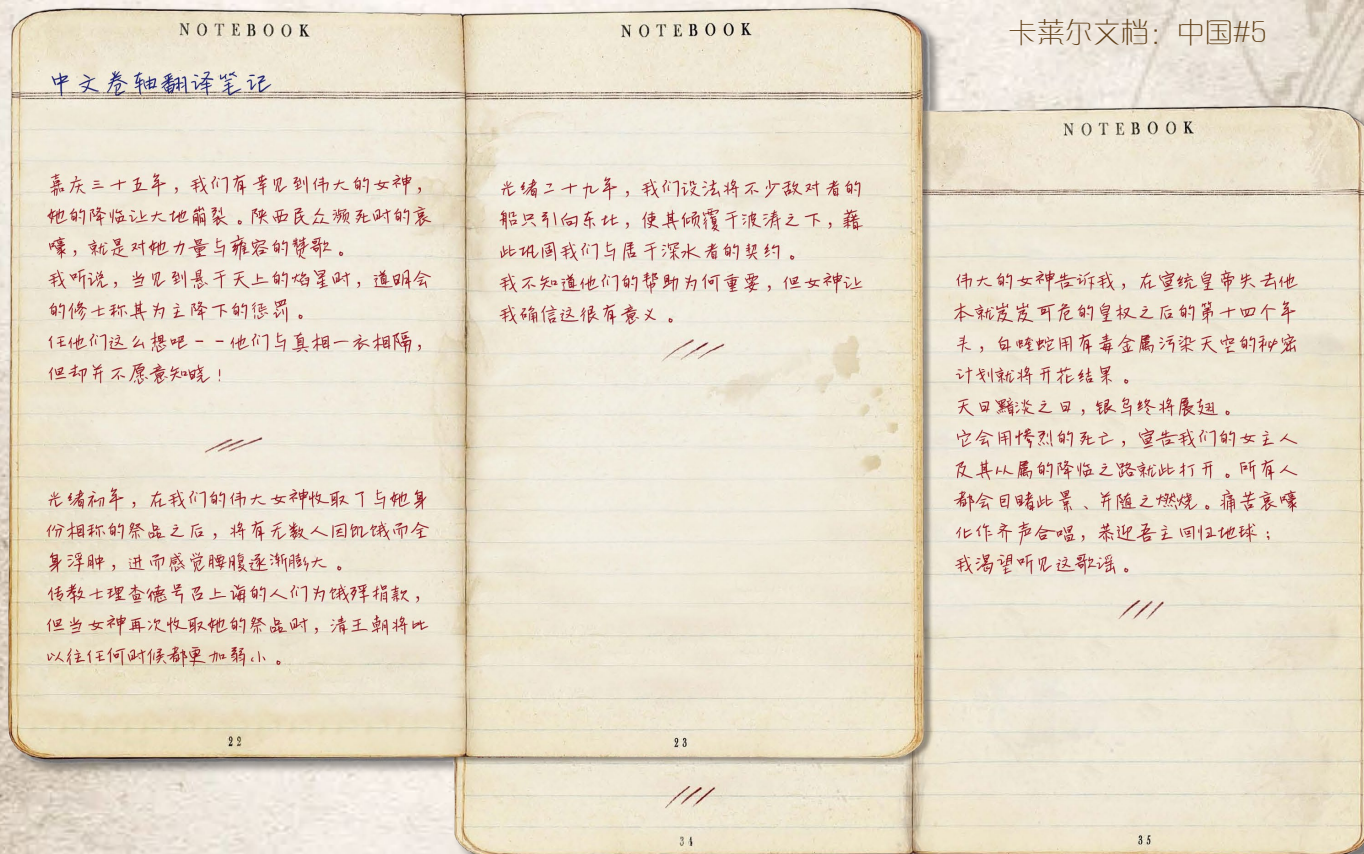 卡莱尔文档：中国#5
NOTEBOOK
中文卷轴翻译笔记
嘉庆三十五年，我们有幸见到伟大的女神，
她的降临让大地崩裂。陕西民众濒死时的哀
嚎，就是对她力量与雍容的赞歌。
我听说，当见到悬于天上的焰星时，道明会
的修士称其为主降下的惩罚。
任他们这么想吧--他们与真相一衣相隔，
但却并不愿意知晓！
光绪初年，在我们的伟大女神收取了与她身
份相称的祭品之后，将有无数人因饥饿而全
身浮肿，进而感觉腰腹逐渐膨大。
传教士理查德号召上海的人们为饿殍捐款，
但当女神再次收取她的祭品时，清王朝将比
以往任何时候都更加弱小。
22
NOTEBOOK
光绪二十九年，我们设法将不少敌对者的
船只引向东北，使其倾覆于波涛之下，藉
此巩固我们与居于深水者的契约。
我不知道他们的帮助为何重要，但女神让
我确信这很有意义。
23
34
NOTEBOOK
伟大的女神告诉我，在宣统皇帝失去他
本就岌岌可危的皇权之后的第十四个年
头，白蝰蛇用有毒金属污染天空的秘密
计划就将开花结果。
天日黯淡之日，银鸟终将展翅。
它会用惨烈的死亡，宣告我们的女主人
及其从属的降临之路就此打开。所有人
都会目睹此景、并随之燃烧。痛苦哀嚎
化作齐声合唱，恭迎吾主回归地球；
我渴望听见这歌谣。
35